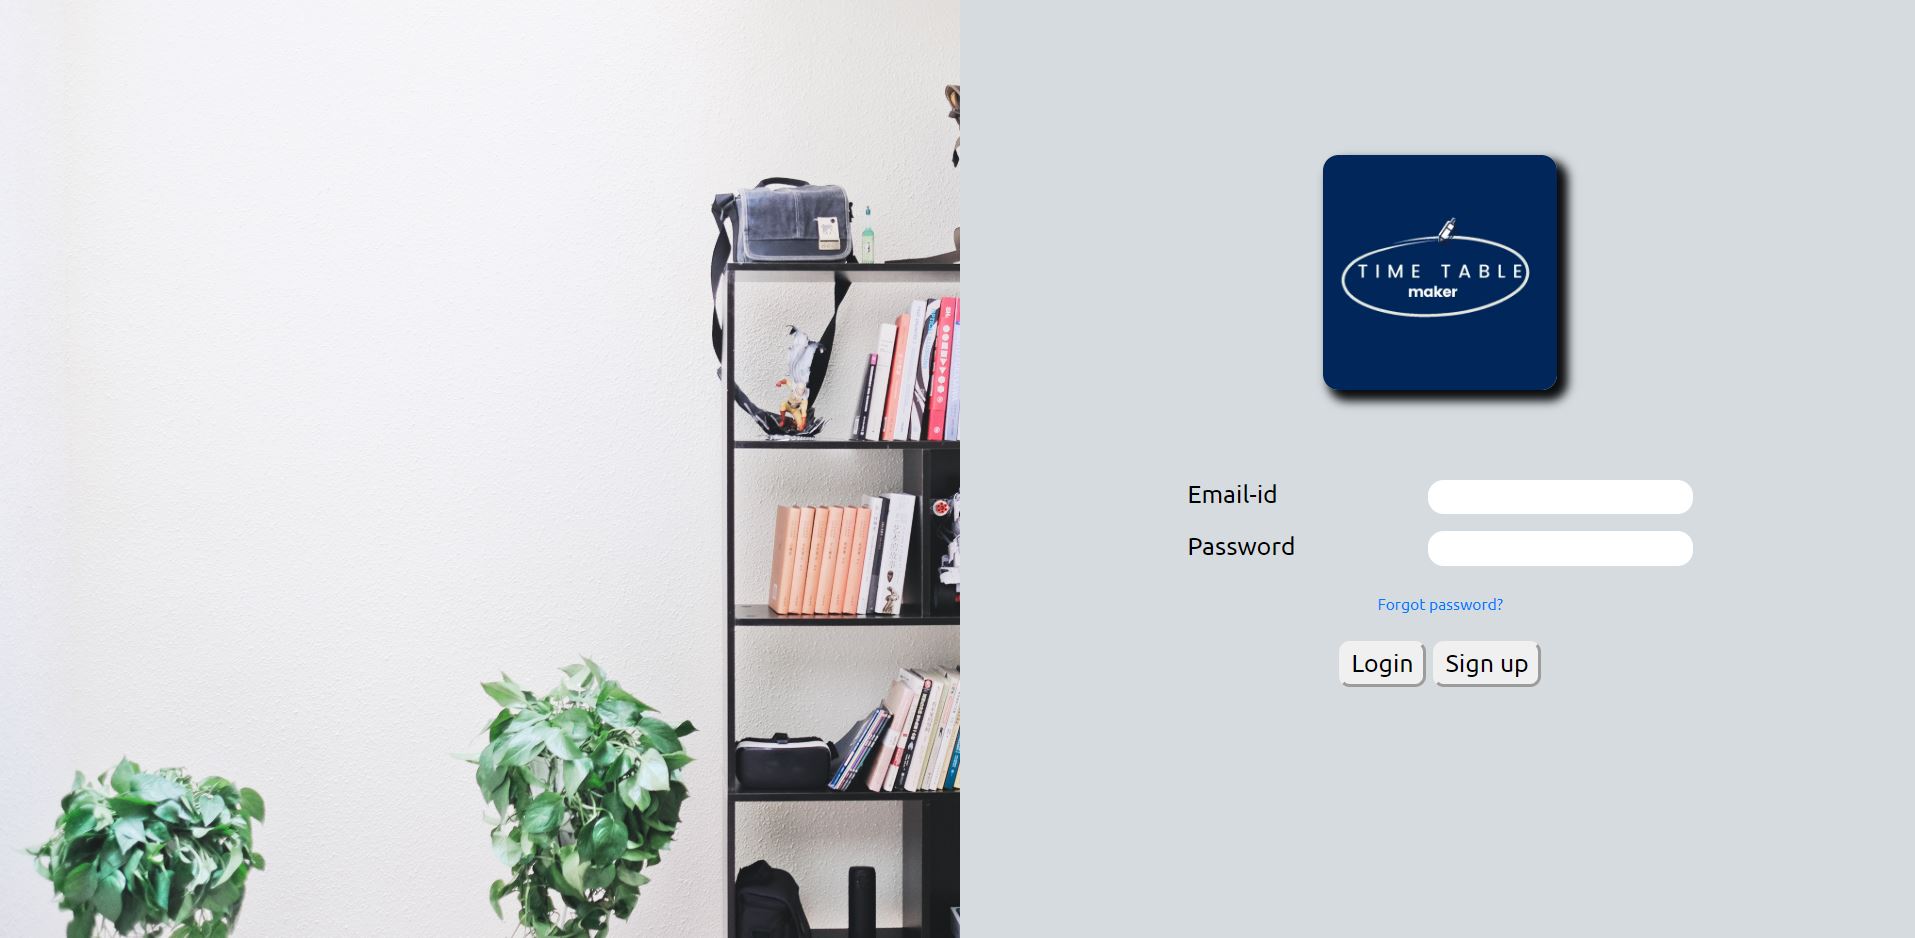 TIME TABLE
maker
Email-id
Password
Forgot password?
Login
Sign up